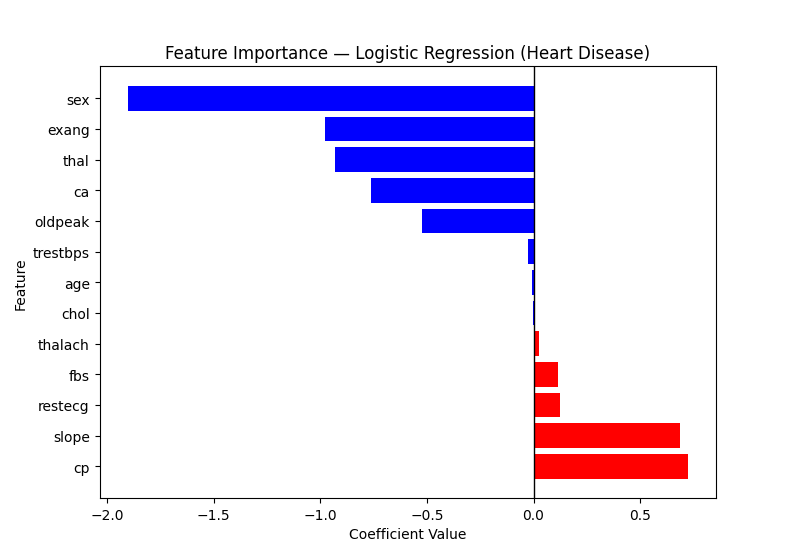 Feature Importance — Logistic Regression (Heart Disease)
sex
exang
thal
ca
oldpeak
trestbps
age
chol
thalach
fbs
restecg
slope
cp
Feature
−2.0 −1.5 −1.0 −0.5 0.0 0.5
Coefficient Value